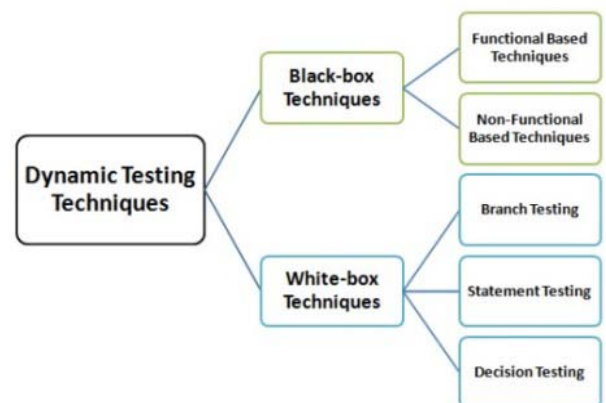 Functional Based
Techniques
Black-box
Techniques
Non-Functional
Based Techniques
Dynamic Testing
Techniques
Branch Testing
White-box
Techniques
Statement Testing
Decision Testing